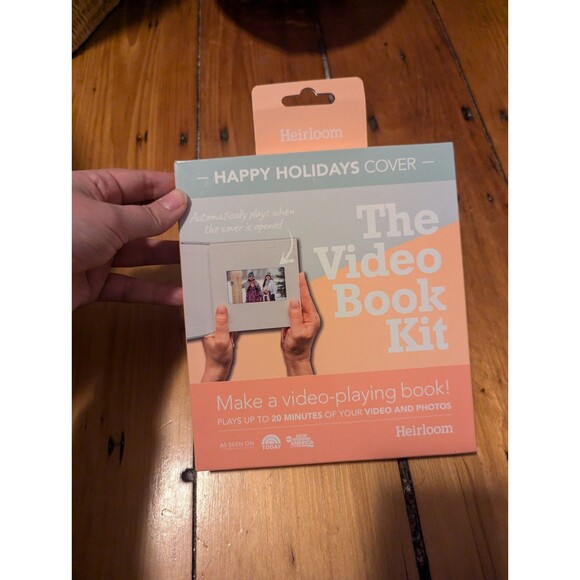 Heirloom
— HAPPY HOLIDAYS COVER —
Automatically plays when
the cover is opened!
The
Video
Book
Kit
Make a video-playing book!
PLAYS UP TO 20 MINUTES OF YOUR VIDEO AND PHOTOS
AS SEEN ON
TODAY
Heirloom